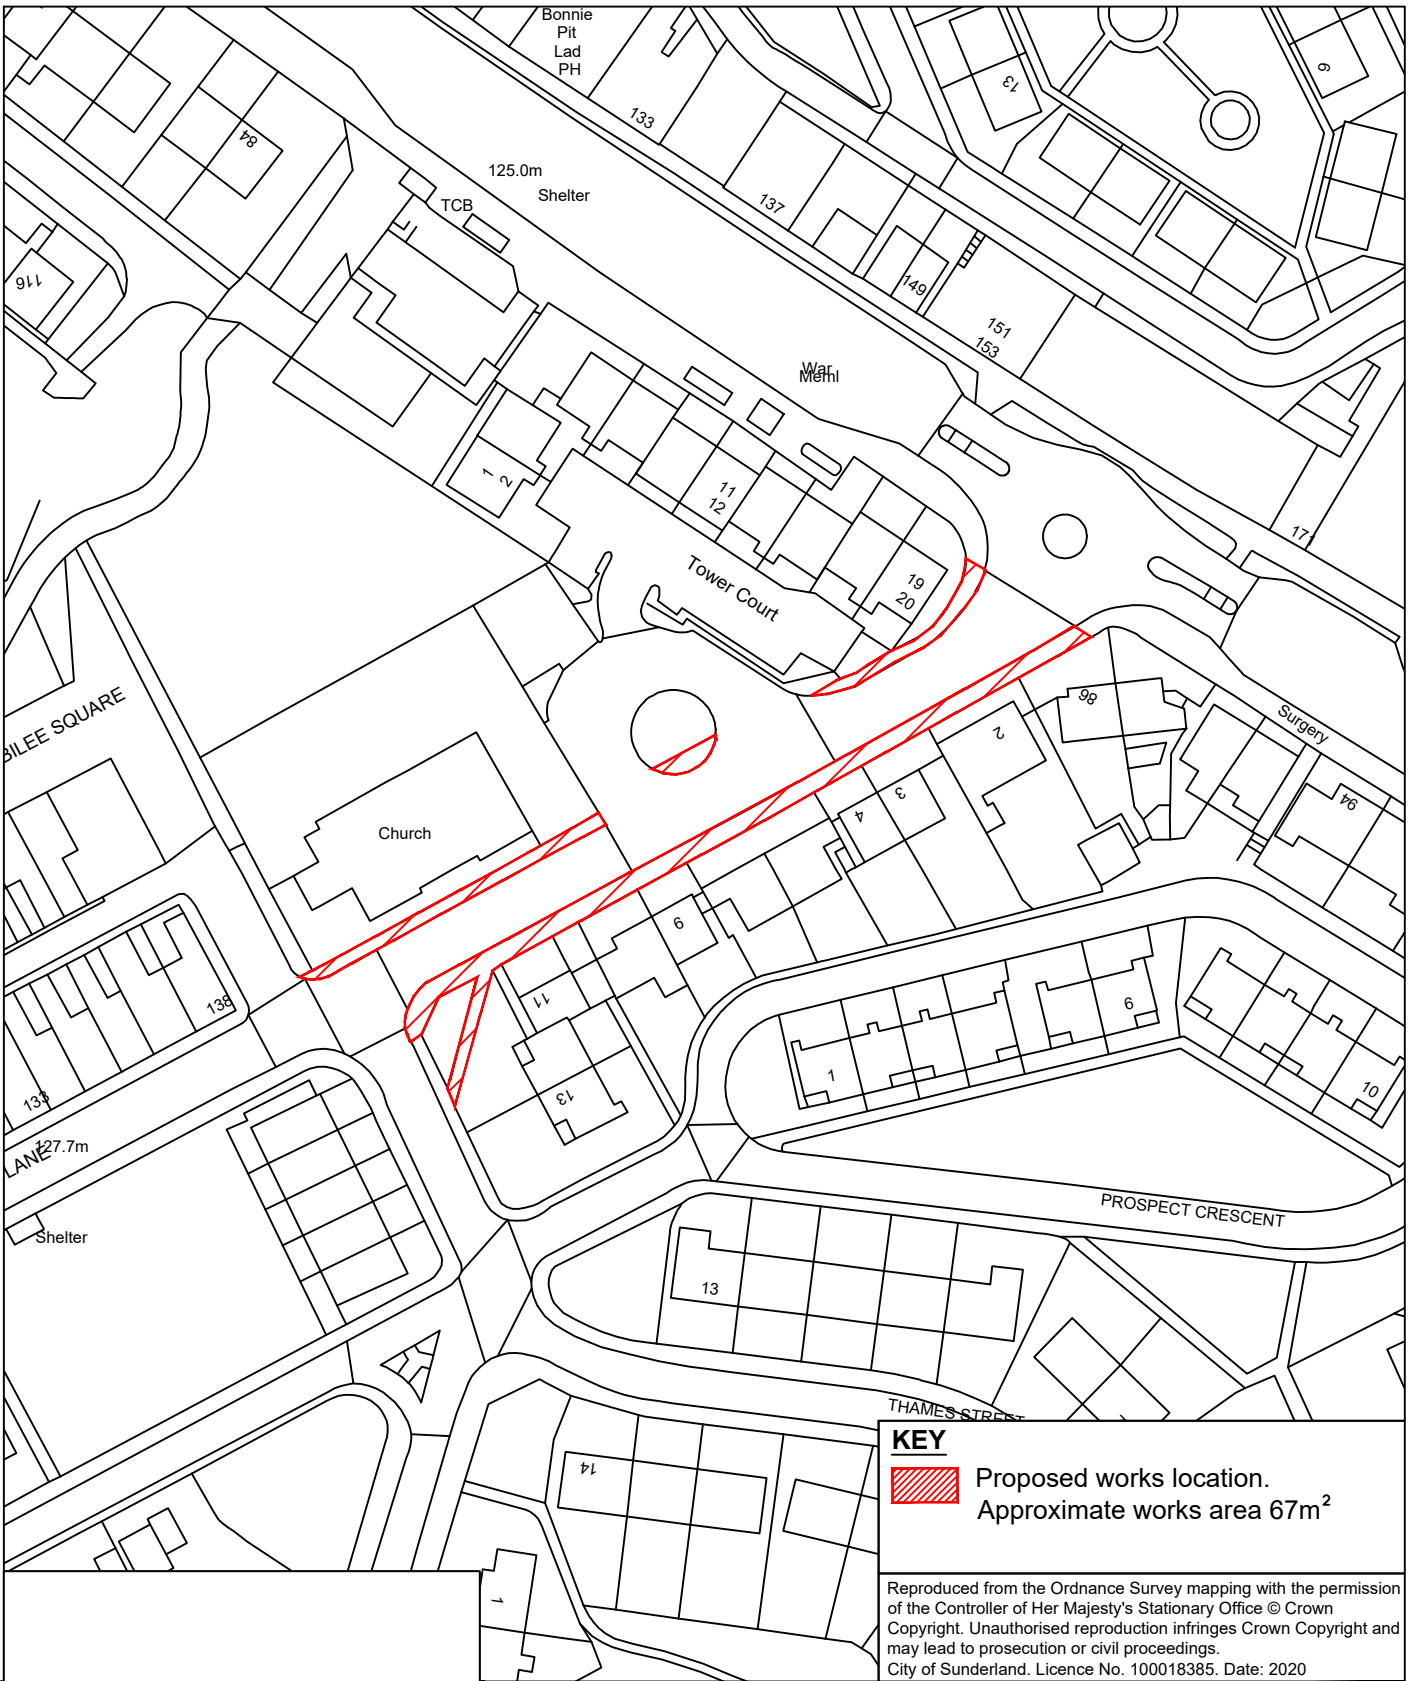 Bonnie
Pit
Lad
PH
133
13
9
84
125.0m
Shelter
TCB
137
116
149
151
153
War
Meml
1
2
11
12
171
Tower Court
19
20
BILEE SQUARE
98
2
Surgery
3
4
94
Church
9
11
138
6
1
13
10
133
127.7m
LANE
Shelter
PROSPECT CRESCENT
13
THAMES STREET
14
1
KEY
Proposed works location.
Approximate works area 67m²
Reproduced from the Ordnance Survey mapping with the permission
of the Controller of Her Majesty's Stationary Office © Crown
Copyright. Unauthorised reproduction infringes Crown Copyright and
may lead to prosecution or civil proceedings.
City of Sunderland. Licence No. 100018385. Date: 2020